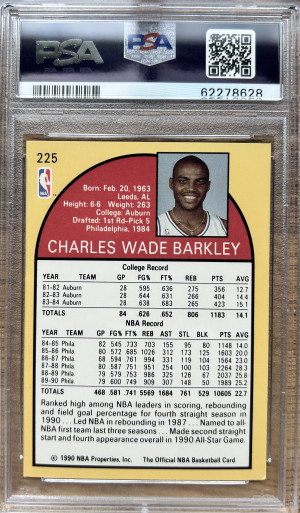 PSA
PSA
62278628
225
NBA
Born: Feb. 20, 1963
Leeds, AL
Height: 6-6 Weight: 263
College: Auburn
Drafted: 1st Rd-Pick 5
Philadelphia, 1984
CHARLES WADE BARKLEY
College Record
YEAR TEAM GP FG% FT% REB PTS AVG
81-82 Auburn 28 .595 .636 275 356 12.7
82-83 Auburn 28 .644 .631 266 404 14.4
83-84 Auburn 28 .638 .683 265 423 15.1
TOTALS 84 .626 .652 806 1183 14.1
NBA Record
YEAR TEAM GP FG% FT% REB AST STL BLK PTS AVG
84-85 Phila 82 .545 .733 703 155 95 80 1148 14.0
85-86 Phila 80 .572 .685 1026 312 173 125 1603 20.0
86-87 Phila 68 .594 .761 994 331 119 104 1564 23.0
87-88 Phila 80 .587 .751 951 254 100 103 2264 28.3
88-89 Phila 79 .579 .753 986 325 126 67 2037 25.8
89-90 Phila 79 .600 .749 909 307 148 50 1989 25.2
TOTALS 468 .581 .741 5569 1684 761 529 10605 22.7
Ranked high among NBA leaders in scoring, rebounding
and field goal percentage for fourth straight season in
1990 . . . Led NBA in rebounding in 1987 . . . Named to all-
NBA first team last three seasons . . . Made second straight
start and fourth appearance overall in 1990 All-Star Game.
© 1990 NBA Properties, Inc. The Official NBA Basketball Card